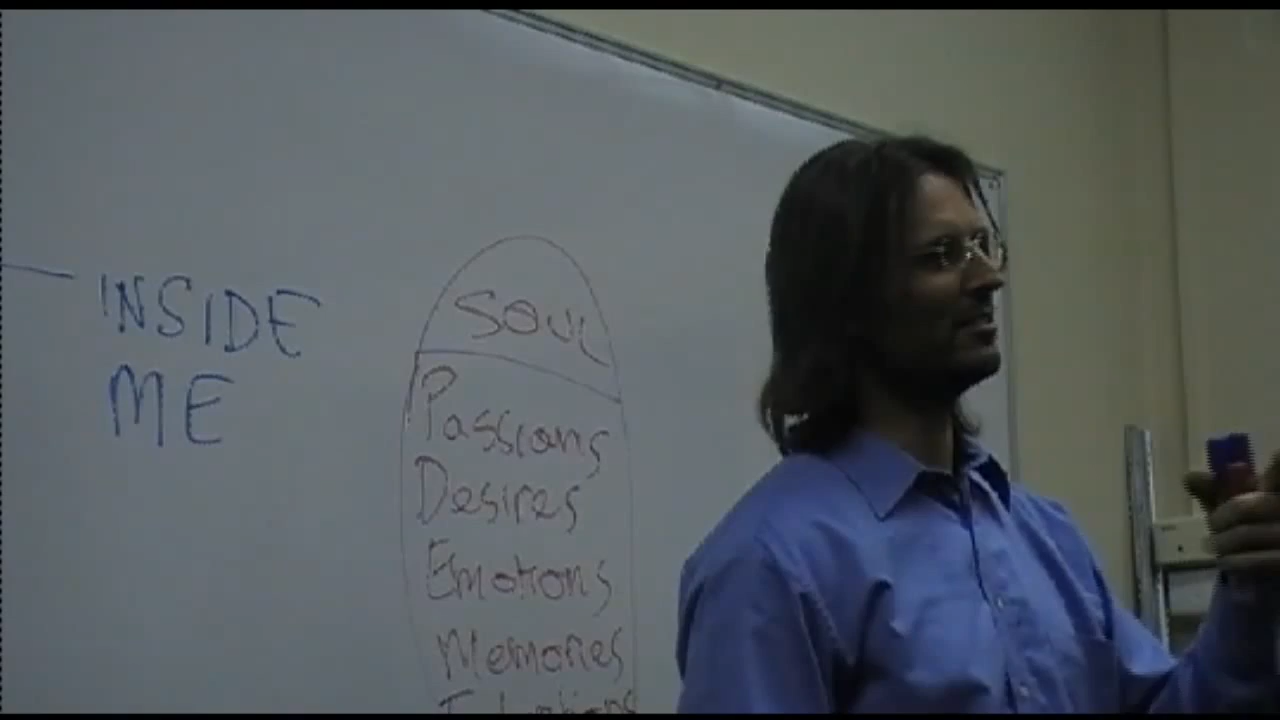 INSIDE
ME
SOUL
Passions
Desires
Emotions
Memories